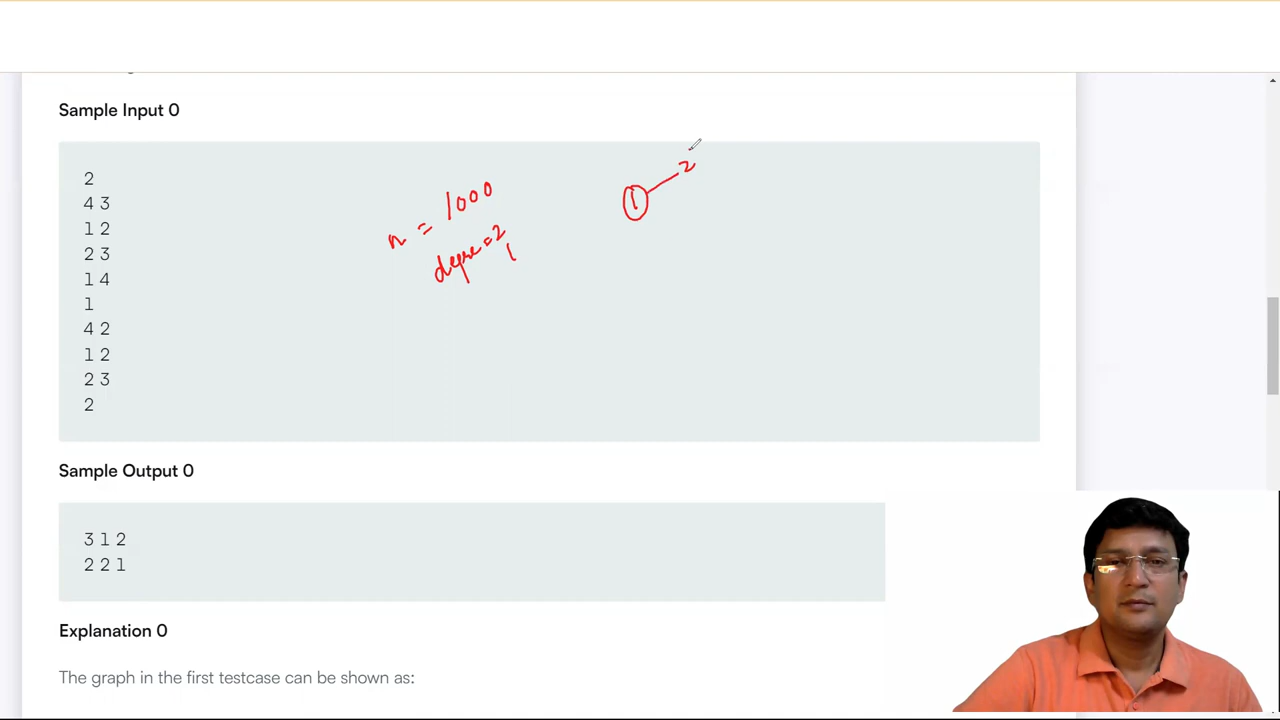 Sample Input 0
2
4 3
1 2
2 3
1 4
1
4 2
1 2
2 3
2
n = 1000
degree = 2
1
1
2
Sample Output 0
3 1 2
2 2 1
Explanation 0
The graph in the first testcase can be shown as: